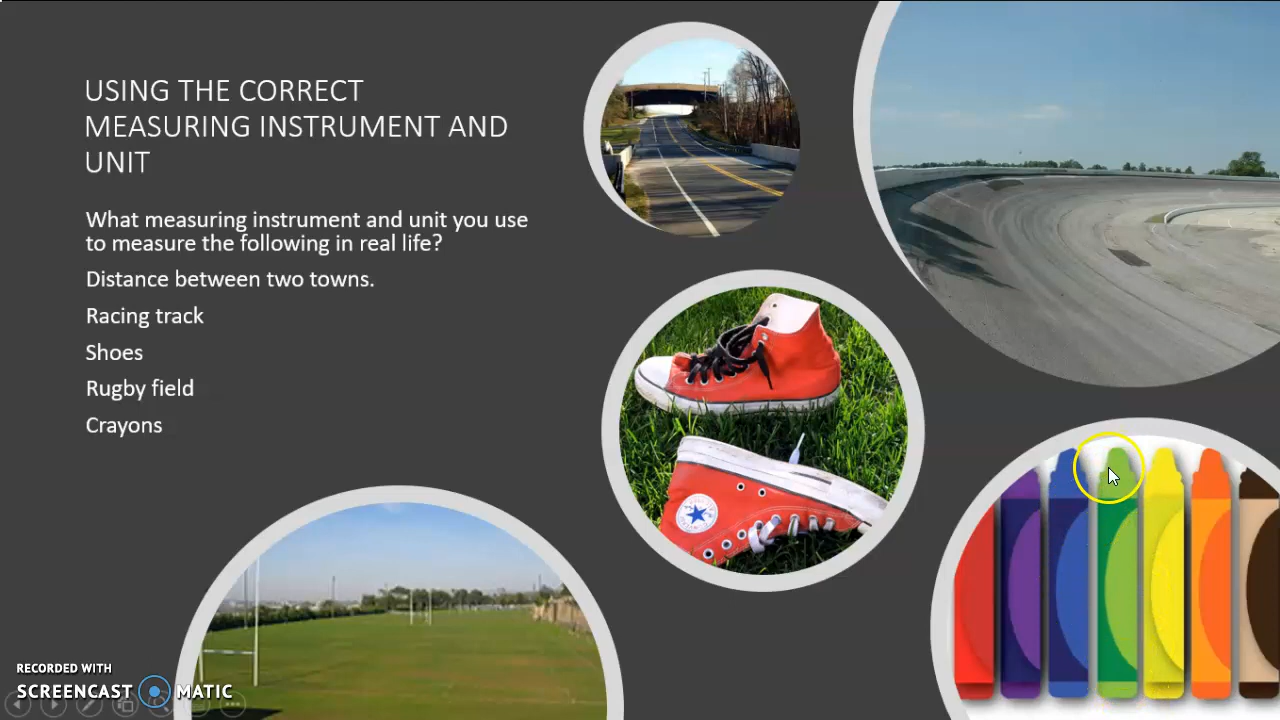 USING THE CORRECT
MEASURING INSTRUMENT AND
UNIT
What measuring instrument and unit you use
to measure the following in real life?
Distance between two towns.
Racing track
Shoes
Rugby field
Crayons
RECORDED WITH
SCREENCAST MATIC